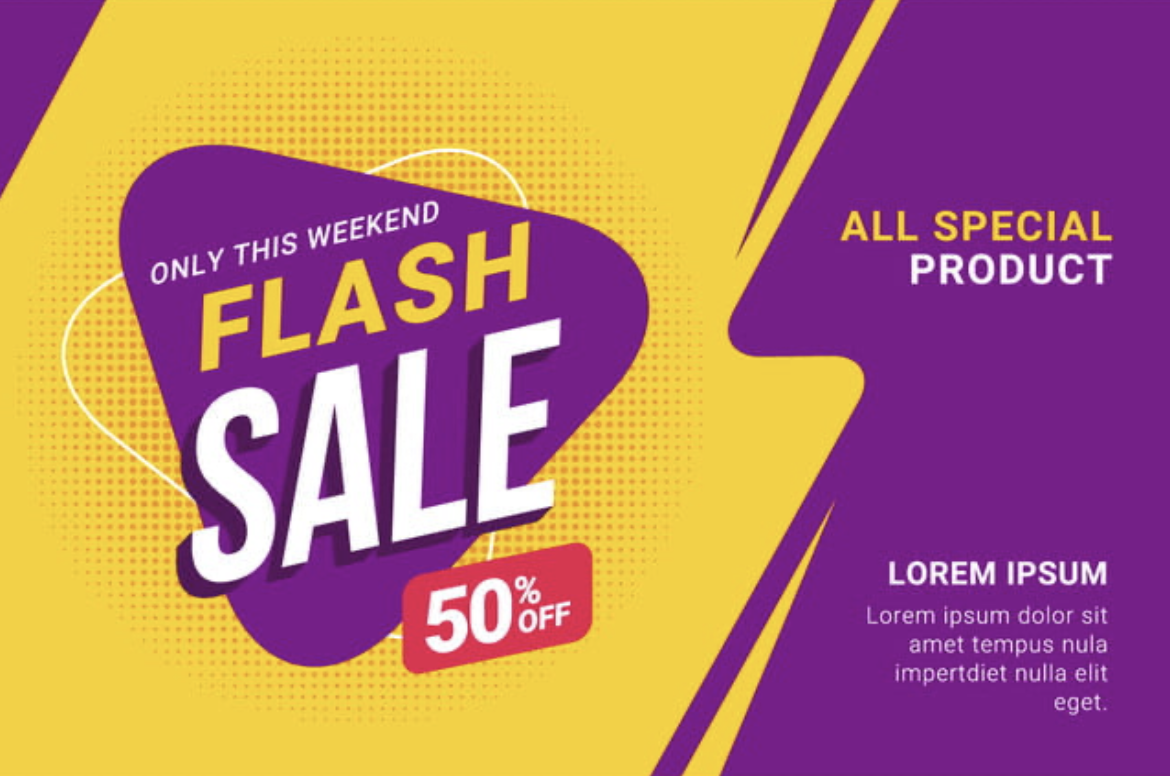 ONLY THIS WEEKEND
FLASH
SALE
50% OFF
ALL SPECIAL
PRODUCT
LOREM IPSUM
Lorem ipsum dolor sit
amet tempus nula
impertdiet nulla elit
eget.